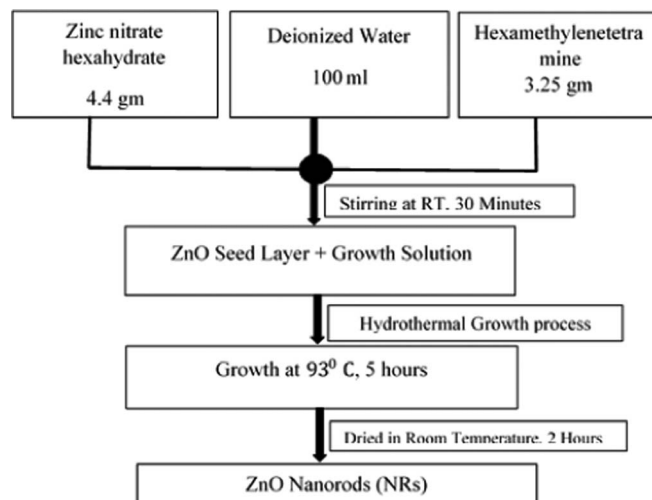 Zinc nitrate
hexahydrate
4.4 gm
Deionized Water
100 ml
Hexamethylenetetra
mine
3.25 gm
Stirring at RT, 30 Minutes
ZnO Seed Layer + Growth Solution
Hydrothermal Growth process
Growth at 93⁰ C, 5 hours
Dried in Room Temperature, 2 Hours
ZnO Nanorods (NRs)